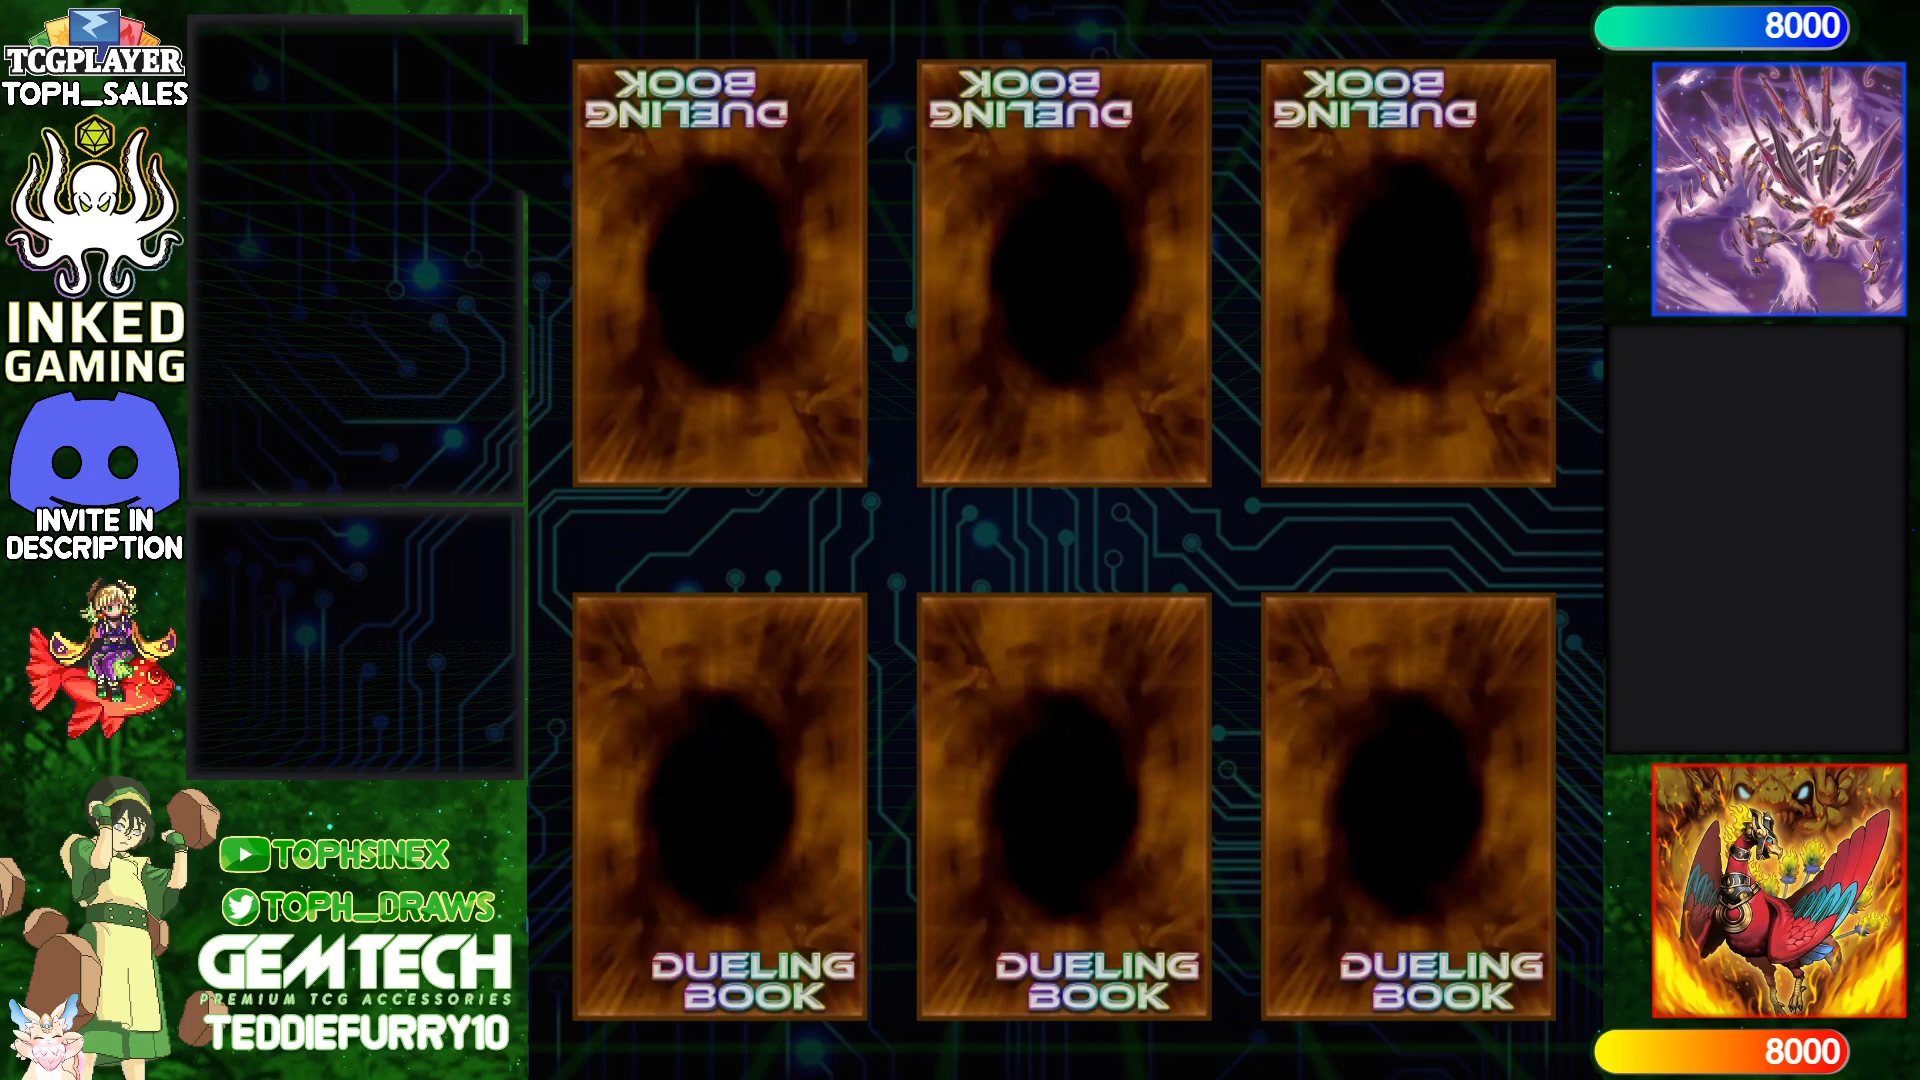 TCGPLAYER
TOPH_SALES
INKED
GAMING
INVITE IN
DESCRIPTION
TOPHSINEX
TOPH_DRAWS
GEMTECH
PREMIUM TCG ACCESSORIES
TEDDIEFURRY10
DUELING
BOOK
DUELING
BOOK
DUELING
BOOK
DUELING
BOOK
DUELING
BOOK
DUELING
BOOK
8000
8000